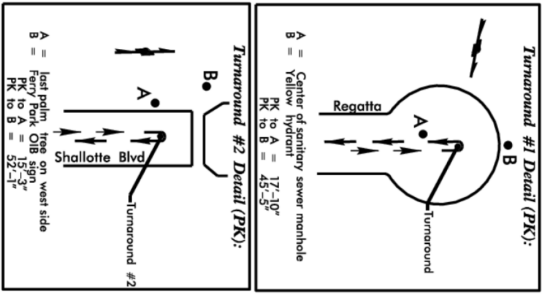 Turnaround #1 Detail (PK):
B
A
Regatta
Turnaround
A = Center of sanitary sewer manhole
B = Yellow hydrant
PK to A = 17'-10"
PK to B = 45'-5"
Turnaround #2 Detail (PK):
B
A
Shallotte Blvd
Turnaround #2
A = last palm tree on west side
B = Ferry Park OIB sign
PK to A = 15'-3"
PK to B = 52'-1"